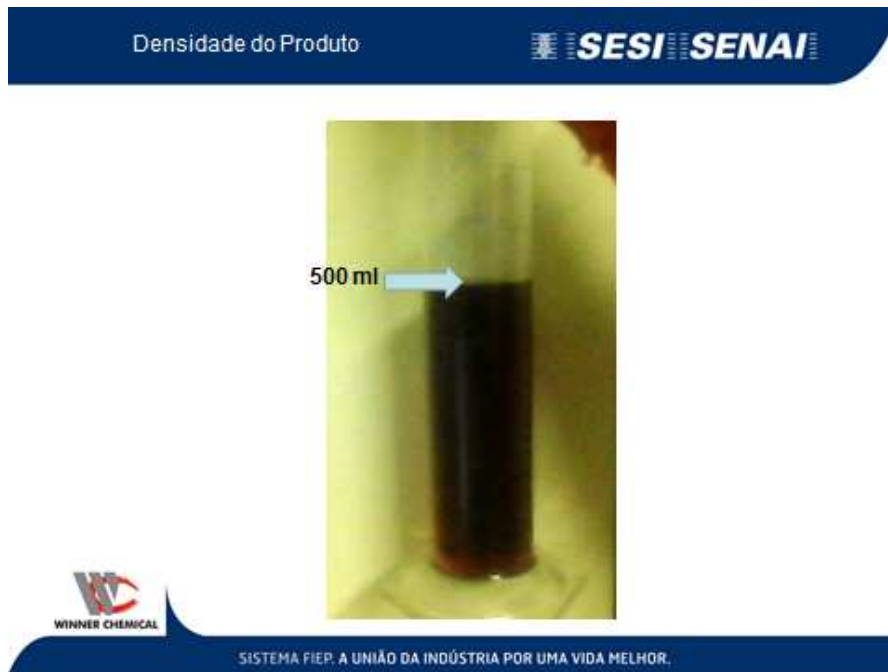 Densidade do Produto
SESI SENAI
500 ml
WINNER CHEMICAL
SISTEMA FIEP. A UNIÃO DA INDÚSTRIA POR UMA VIDA MELHOR.